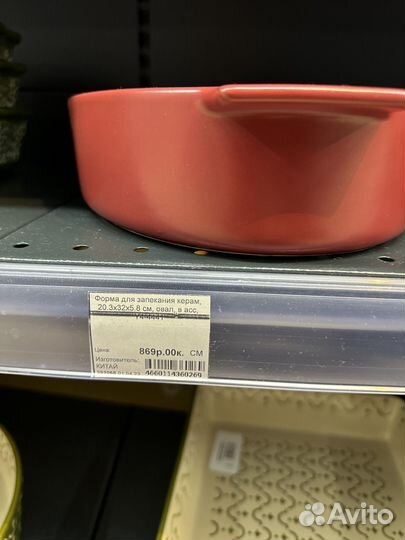 Форма для запекания керам,
20.3х32х5.8 см, овал, в асс,
Цена:
869р.00к. СМ
Изготовитель:
КИТАЙ
4660114360269
Avito